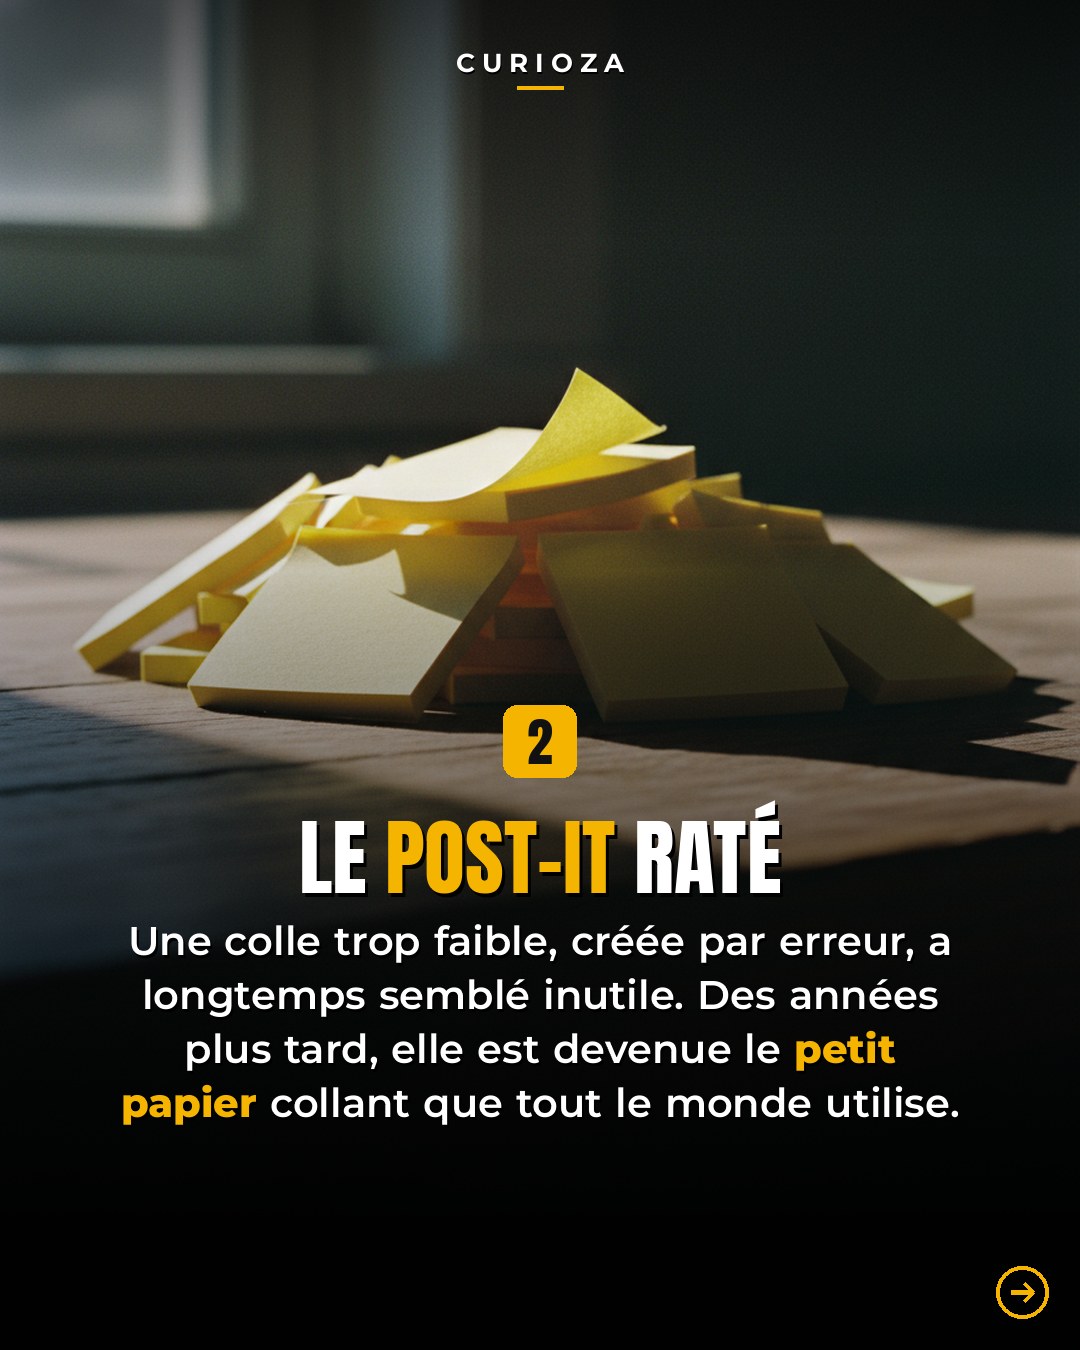 CURIOZA
2
LE POST-IT RATÉ
Une colle trop faible, créée par erreur, a
longtemps semblé inutile. Des années
plus tard, elle est devenue le petit
papier collant que tout le monde utilise.